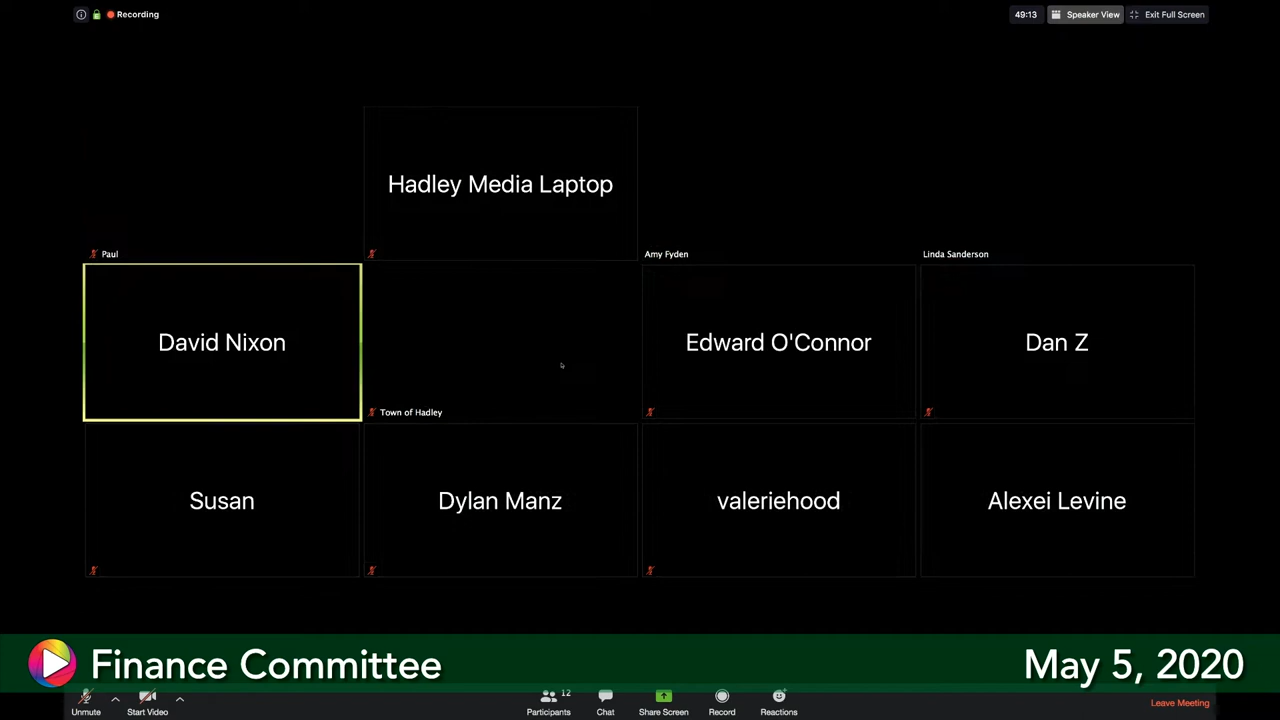 Recording
49:13
Speaker View
Exit Full Screen
Hadley Media Laptop
Paul
Amy Fyden
Linda Sanderson
David Nixon
Edward O'Connor
Dan Z
Town of Hadley
Susan
Dylan Manz
valeriehood
Alexei Levine
Finance Committee
May 5, 2020
Unmute
Start Video
Participants
12
Chat
Share Screen
Record
Reactions
Leave Meeting